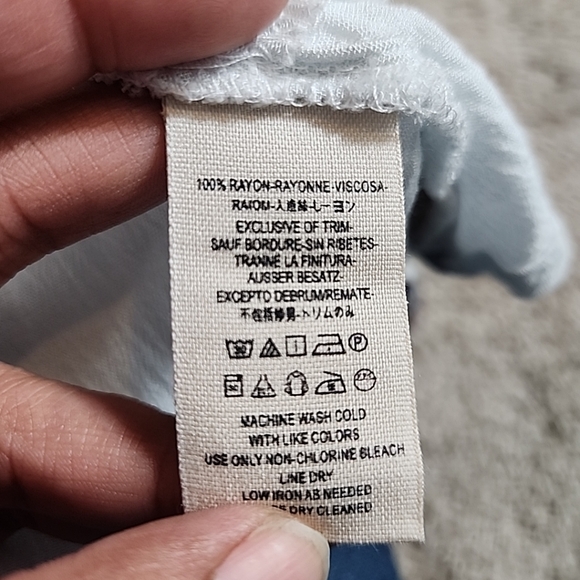 100% RAYON-RAYONNE-VISCOSA-
EXCLUSIVE OF TRIM-
SAUF BORDURE-SIN RIBETES-
TRANNE LA FINITURA-
AUSSER BESATZ-
EXCEPTO DEBRUM/REMATE-
トリムのみ
P
MACHINE WASH COLD
WITH LIKE COLORS
USE ONLY NON-CHLORINE BLEACH
LINE DRY
LOW IRON AS NEEDED
DRY CLEANED